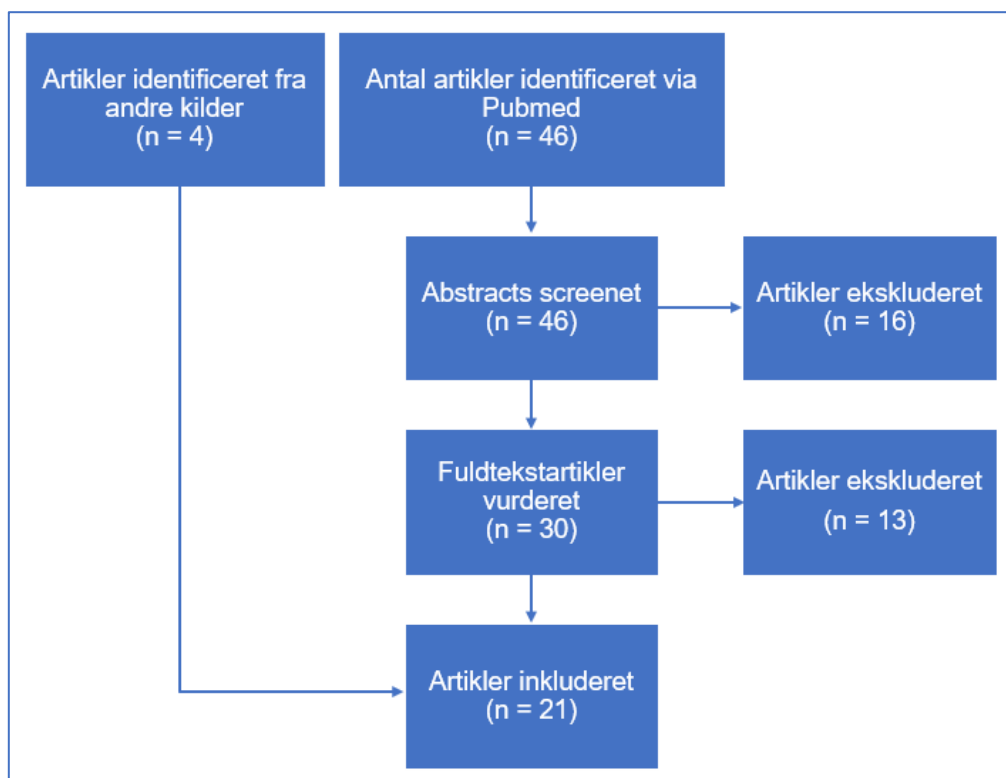 Artikler identificeret fra
andre kilder
(n = 4)
Antal artikler identificeret via
Pubmed
(n = 46)
Abstracts screenet
(n = 46)
Artikler ekskluderet
(n = 16)
Fuldtekstartikler
vurderet
(n = 30)
Artikler ekskluderet
(n = 13)
Artikler inkluderet
(n = 21)